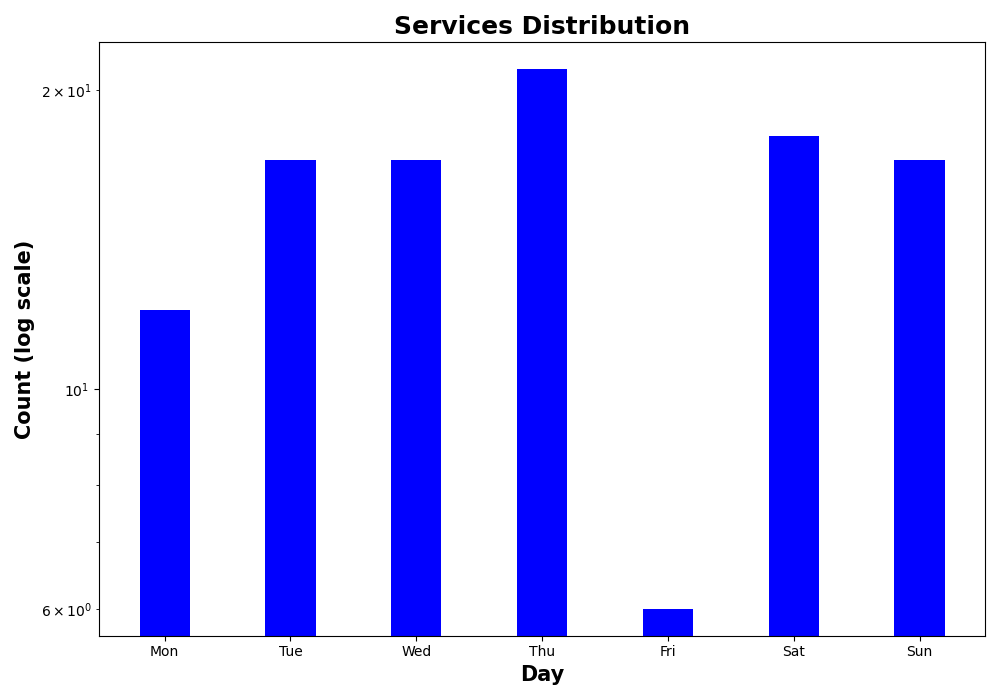 Services Distribution
Count (log scale)
2 × 10¹
10¹
6 × 10⁰
Mon Tue Wed Thu Fri Sat Sun
Day